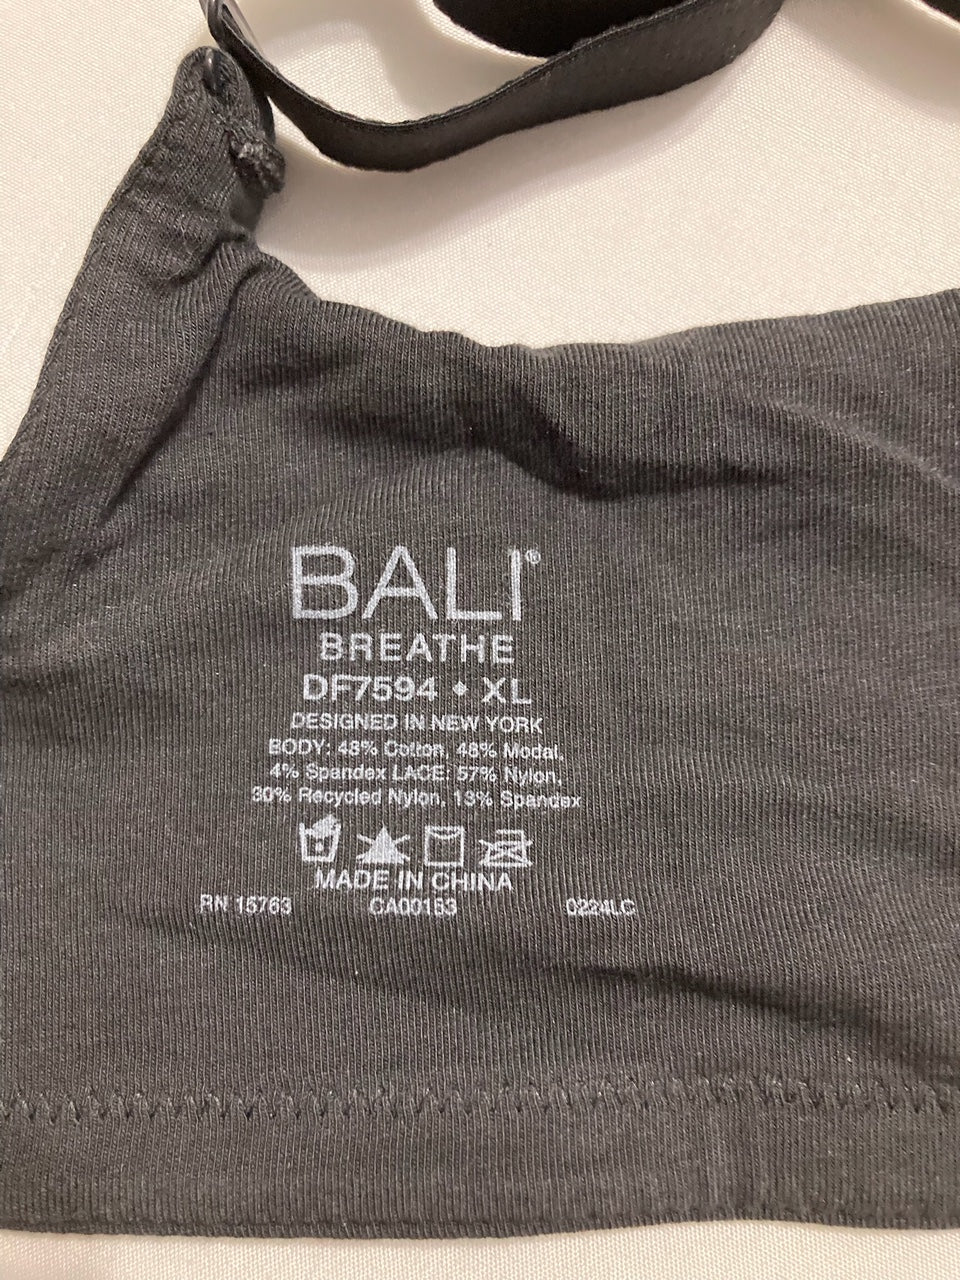 BALI®
BREATHE
DF7594 • XL
DESIGNED IN NEW YORK
BODY: 48% Cotton, 48% Modal,
4% Spandex LACE: 57% Nylon,
30% Recycled Nylon, 13% Spandex
MADE IN CHINA
RN 15763 CA00153 0224LC